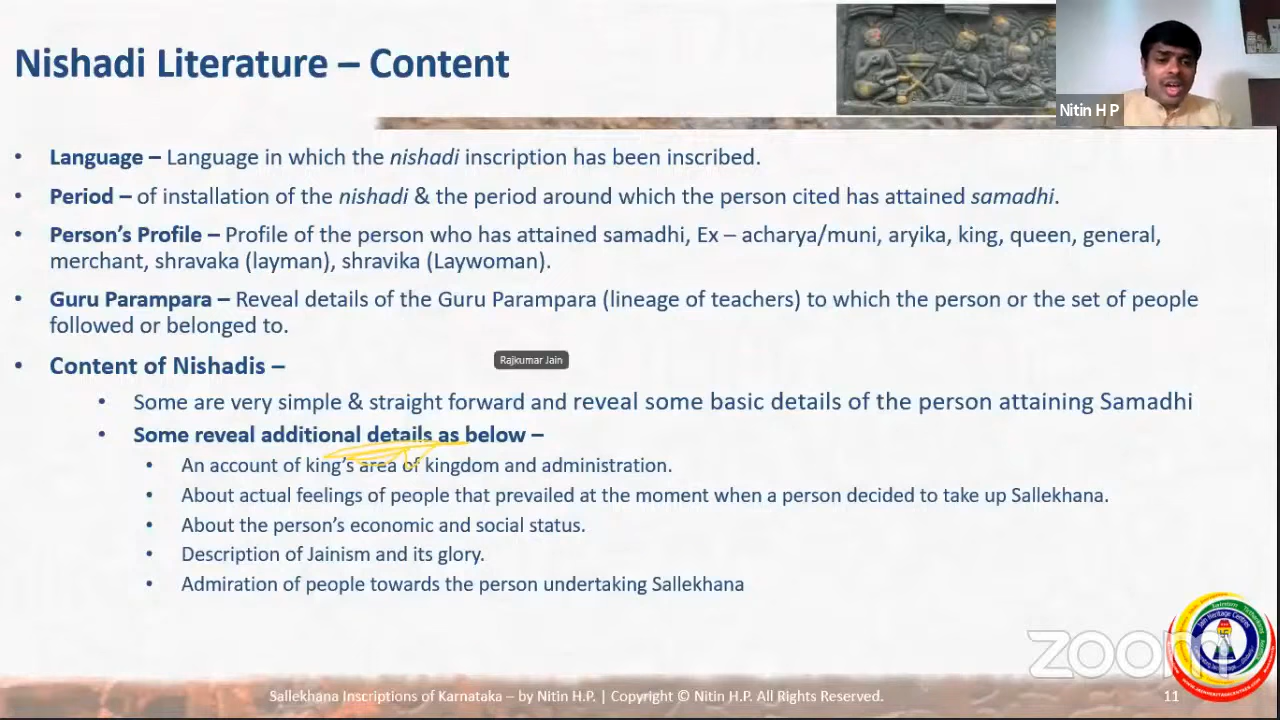 Nishadi Literature – Content
Nitin H P
• Language – Language in which the nishadi inscription has been inscribed.
• Period – of installation of the nishadi & the period around which the person cited has attained samadhi.
• Person's Profile – Profile of the person who has attained samadhi, Ex – acharya/muni, aryika, king, queen, general,
merchant, shravaka (layman), shravika (Laywoman).
• Guru Parampara – Reveal details of the Guru Parampara (lineage of teachers) to which the person or the set of people
followed or belonged to.
Rajkumar Jain
• Content of Nishadis –
• Some are very simple & straight forward and reveal some basic details of the person attaining Samadhi
• Some reveal additional details as below –
• An account of king's area of kingdom and administration.
• About actual feelings of people that prevailed at the moment when a person decided to take up Sallekhana.
• About the person's economic and social status.
• Description of Jainism and its glory.
• Admiration of people towards the person undertaking Sallekhana
zoom
Sallekhana Inscriptions of Karnataka – by Nitin H.P. | Copyright © Nitin H.P. All Rights Reserved.
11